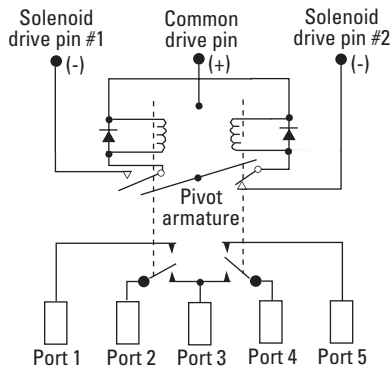 Solenoid
drive pin #1
(-)
Common
drive pin
(+)
Solenoid
drive pin #2
(-)
Pivot
armature
Port 1
Port 2
Port 3
Port 4
Port 5